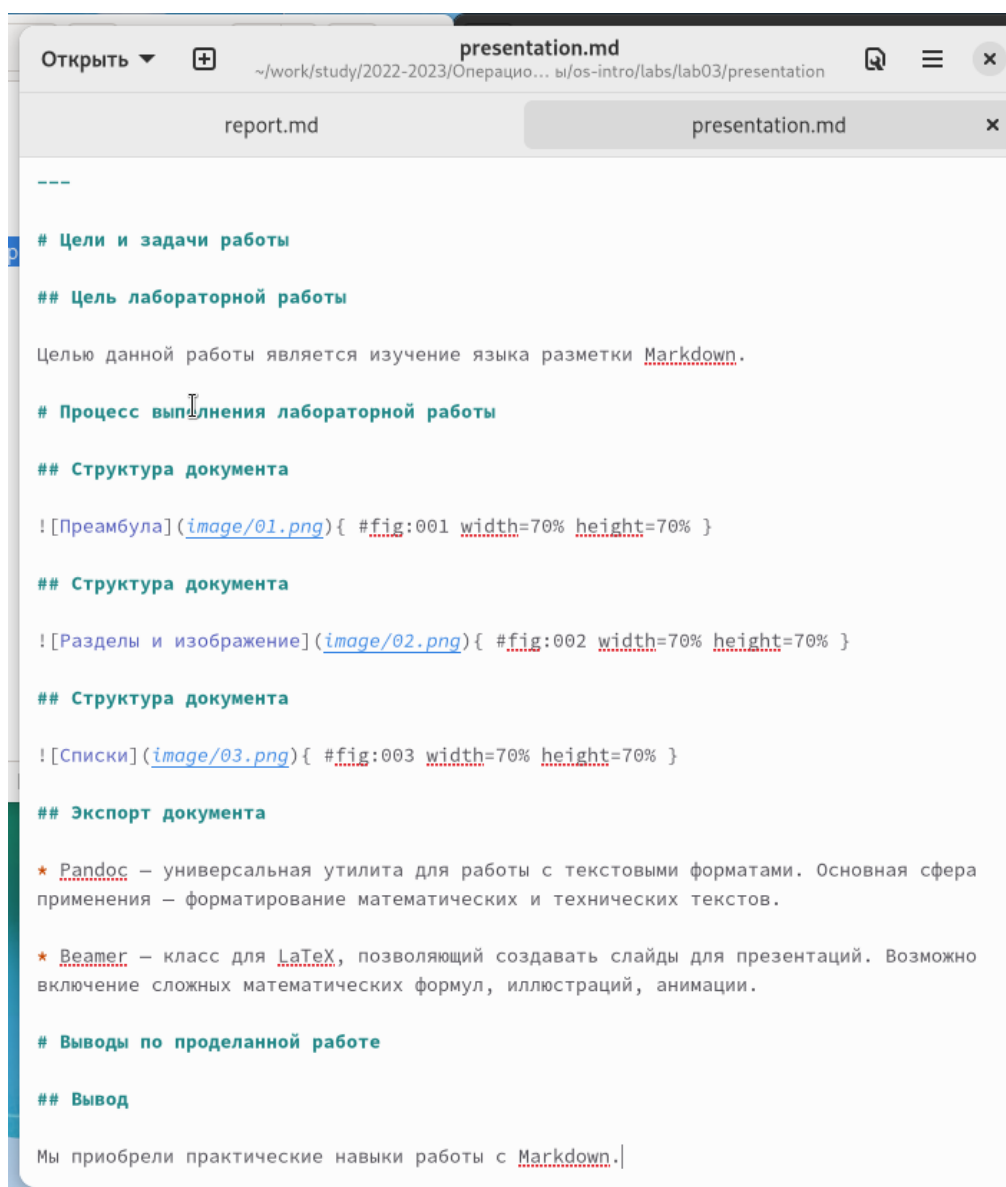 Открыть
presentation.md
~/work/study/2022-2023/Операцио… ы/os-intro/labs/lab03/presentation
report.md
presentation.md
---
# Цели и задачи работы
## Цель лабораторной работы
Целью данной работы является изучение языка разметки Markdown.
# Процесс выполнения лабораторной работы
## Структура документа
![Преамбула](image/01.png){ #fig:001 width=70% height=70% }
## Структура документа
![Разделы и изображение](image/02.png){ #fig:002 width=70% height=70% }
## Структура документа
![Списки](image/03.png){ #fig:003 width=70% height=70% }
## Экспорт документа
* Pandoc — универсальная утилита для работы с текстовыми форматами. Основная сфера
применения — форматирование математических и технических текстов.
* Beamer — класс для LaTeX, позволяющий создавать слайды для презентаций. Возможно
включение сложных математических формул, иллюстраций, анимации.
# Выводы по проделанной работе
## Вывод
Мы приобрели практические навыки работы с Markdown.